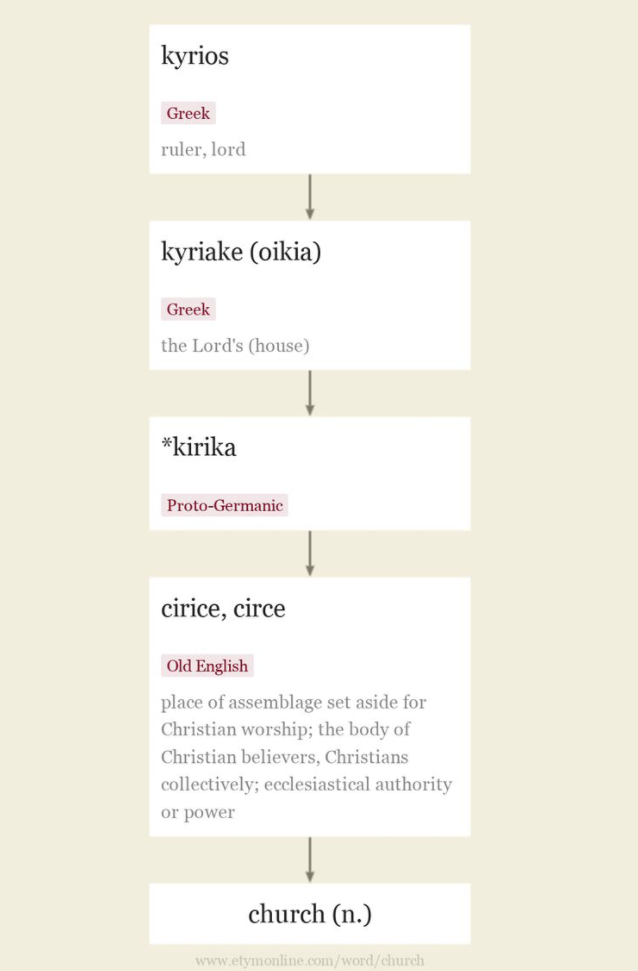 kyrios
Greek
ruler, lord
kyriake (oikia)
Greek
the Lord's (house)
*kirika
Proto-Germanic
cirice, circe
Old English
place of assemblage set aside for
Christian worship; the body of
Christian believers, Christians
collectively; ecclesiastical authority
or power
church (n.)
www.etymonline.com/word/church